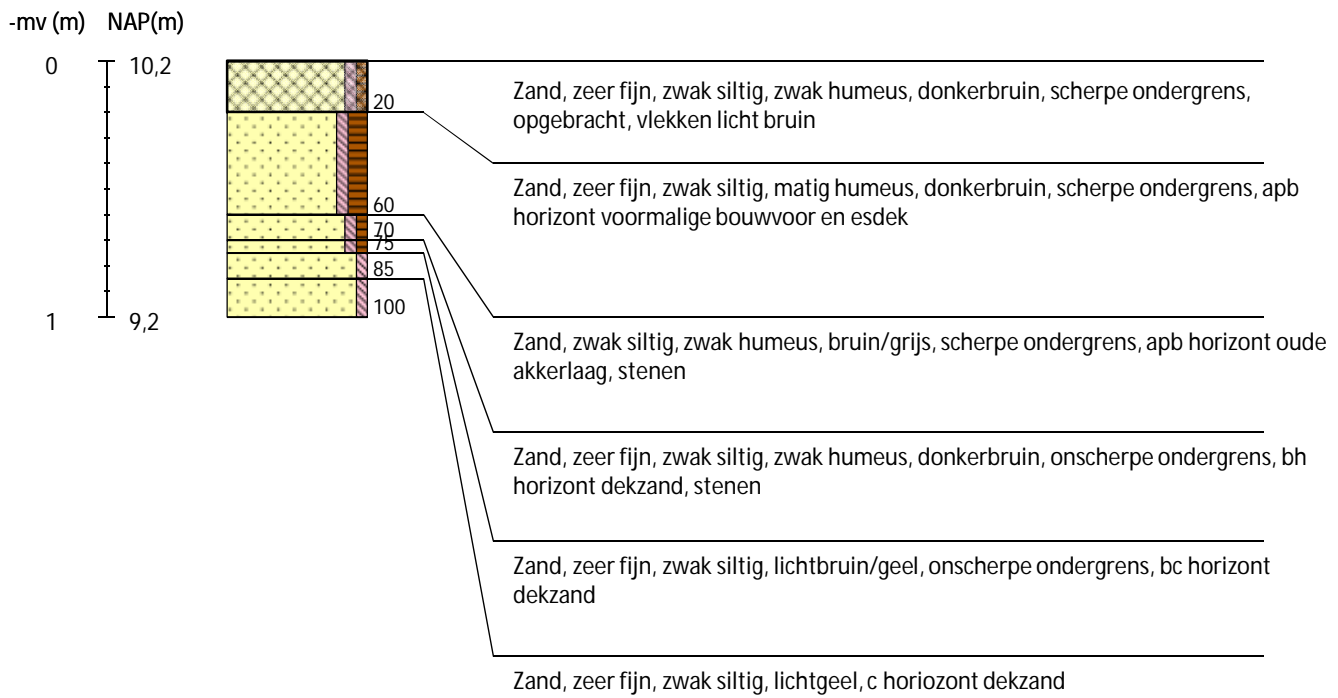 -mv (m) NAP(m)
0 10,2
20
60
70
75
85
100
1 9,2
Zand, zeer fijn, zwak siltig, zwak humeus, donkerbruin, scherpe ondergrens,
opgebracht, vlekken licht bruin
Zand, zeer fijn, zwak siltig, matig humeus, donkerbruin, scherpe ondergrens, apb
horizont voormalige bouwvoor en esdek
Zand, zwak siltig, zwak humeus, bruin/grijs, scherpe ondergrens, apb horizont oude
akkerlaag, stenen
Zand, zeer fijn, zwak siltig, zwak humeus, donkerbruin, onscherpe ondergrens, bh
horizont dekzand, stenen
Zand, zeer fijn, zwak siltig, lichtbruin/geel, onscherpe ondergrens, bc horizont
dekzand
Zand, zeer fijn, zwak siltig, lichtgeel, c horiozont dekzand